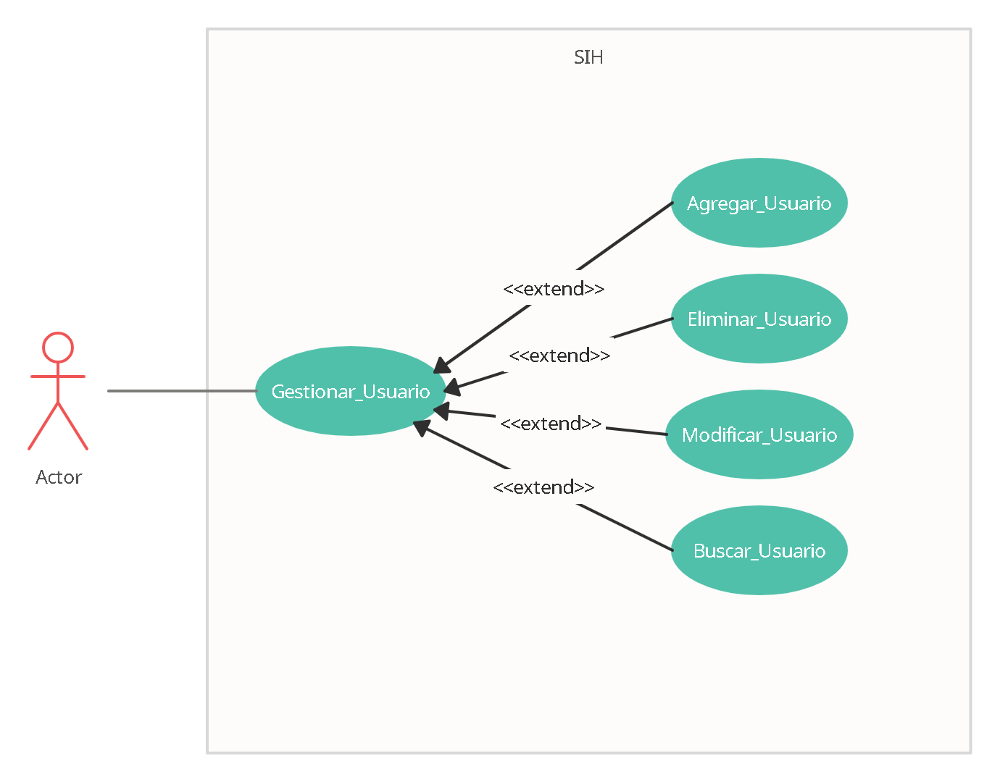 SIH
Agregar_Usuario
<<extend>>
Eliminar_Usuario
<<extend>>
Gestionar_Usuario
<<extend>>
Modificar_Usuario
Actor
<<extend>>
Buscar_Usuario